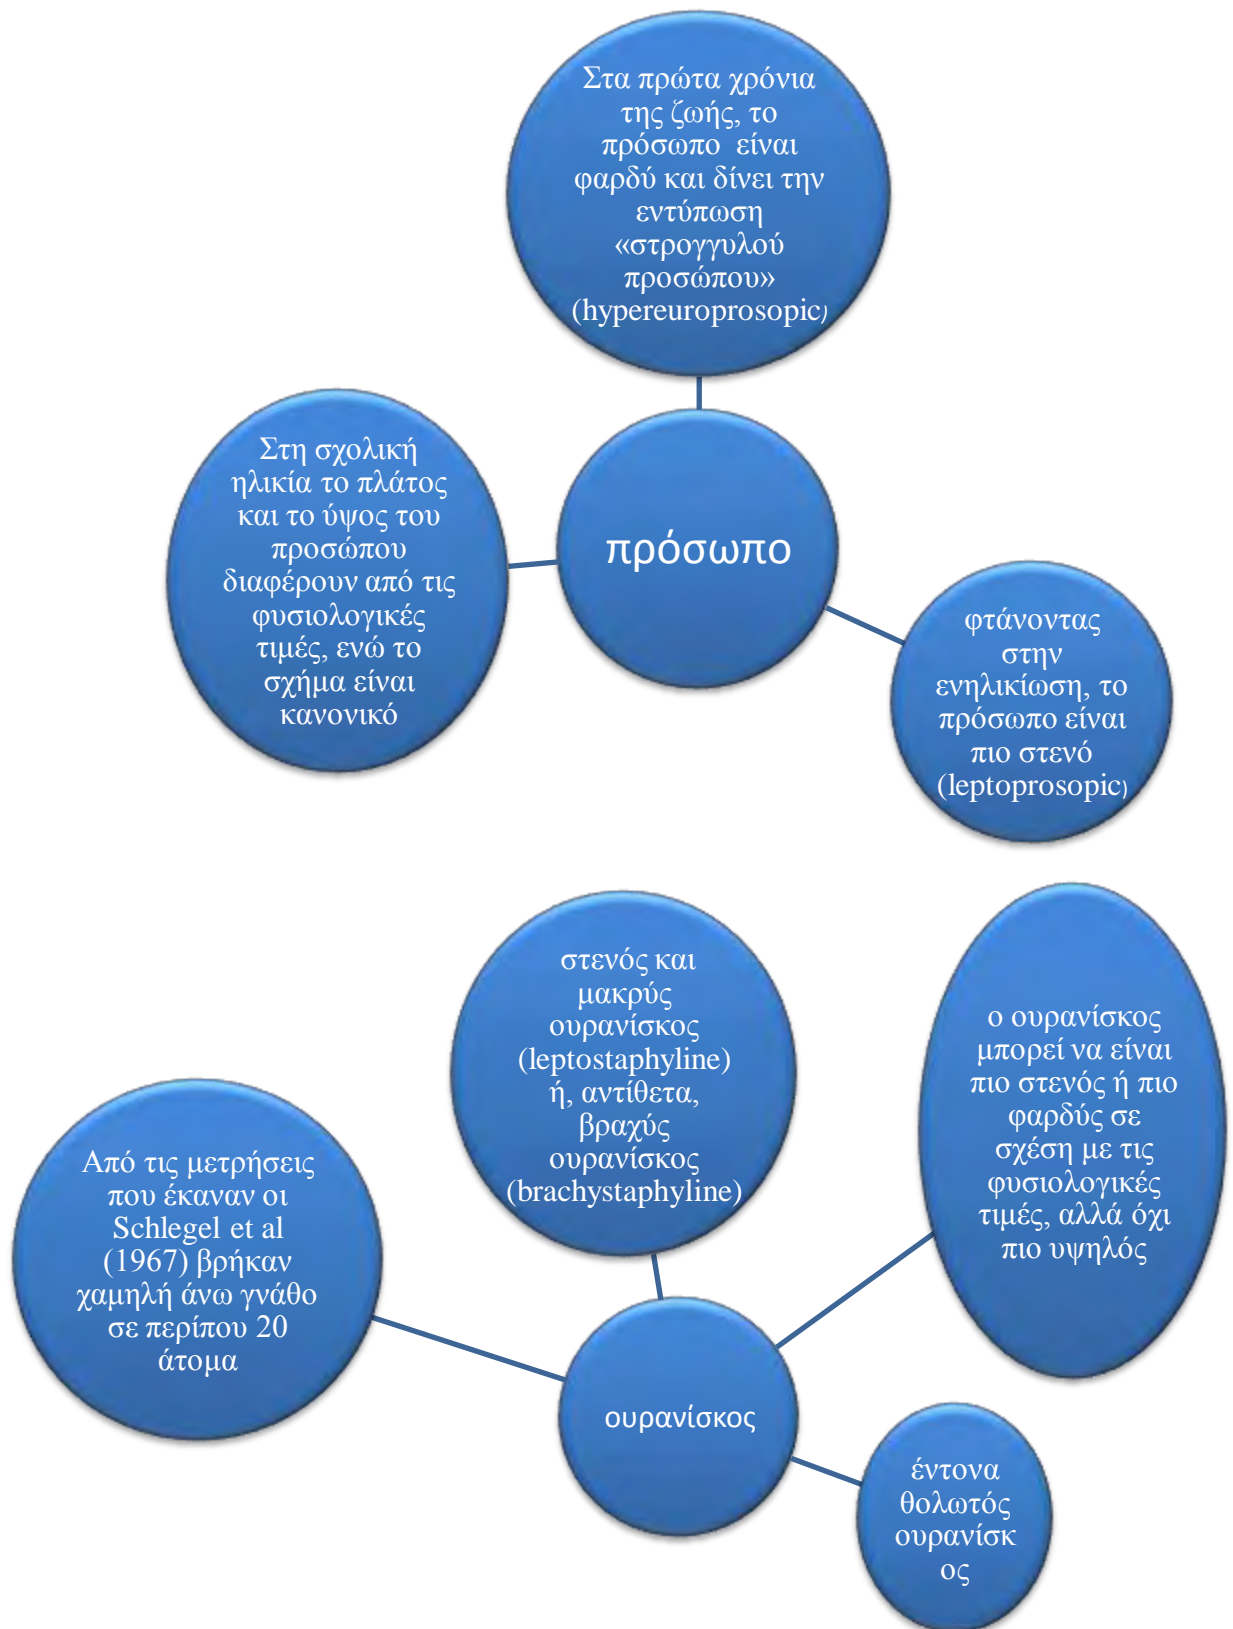 Στα πρώτα χρόνια
της ζωής, το
πρόσωπο είναι
φαρδύ και δίνει την
εντύπωση
«στρογγυλού
προσώπου»
(hypereuroprosopic)
Στη σχολική
ηλικία το πλάτος
και το ύψος του
προσώπου
διαφέρουν από τις
φυσιολογικές
τιμές, ενώ το
σχήμα είναι
κανονικό
πρόσωπο
φτάνοντας
στην
ενηλικίωση, το
πρόσωπο είναι
πιο στενό
(leptoprosopic)
στενός και
μακρύς
ουρανίσκος
(leptostaphyline)
ή, αντίθετα,
βραχύς
ουρανίσκος
(brachystaphyline)
ο ουρανίσκος
μπορεί να είναι
πιο στενός ή πιο
φαρδύς σε
σχέση με τις
φυσιολογικές
τιμές, αλλά όχι
πιο υψηλός
Από τις μετρήσεις
που έκαναν οι
Schlegel et al
(1967) βρήκαν
χαμηλή άνω γνάθο
σε περίπου 20
άτομα
ουρανίσκος
έντονα
θολωτός
ουρανίσκ
ος